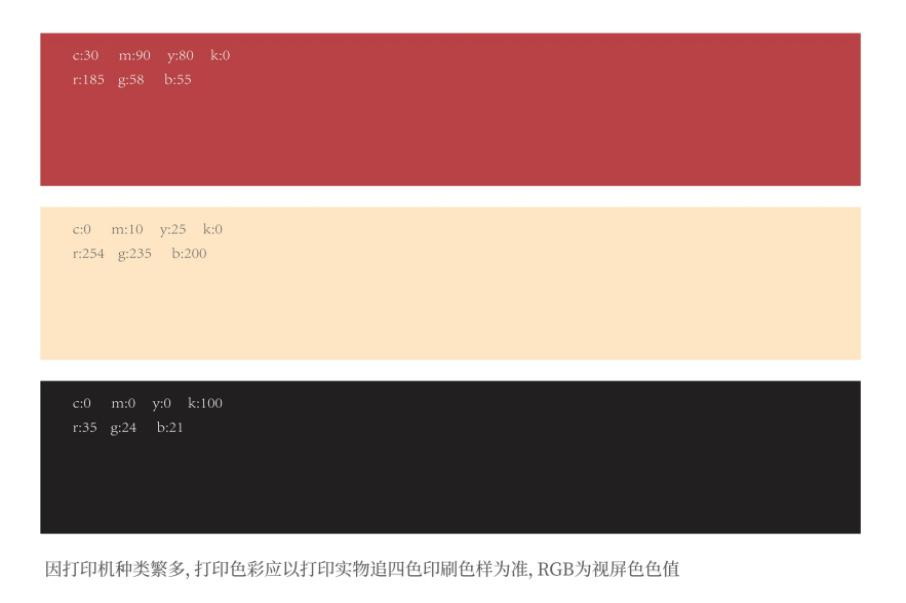 c:30 m:90 y:80 k:0
r:185 g:58 b:55
c:0 m:10 y:25 k:0
r:254 g:235 b:200
c:0 m:0 y:0 k:100
r:35 g:24 b:21
因打印机种类繁多, 打印色彩应以打印实物追四色印刷色样为准, RGB为视屏色色值